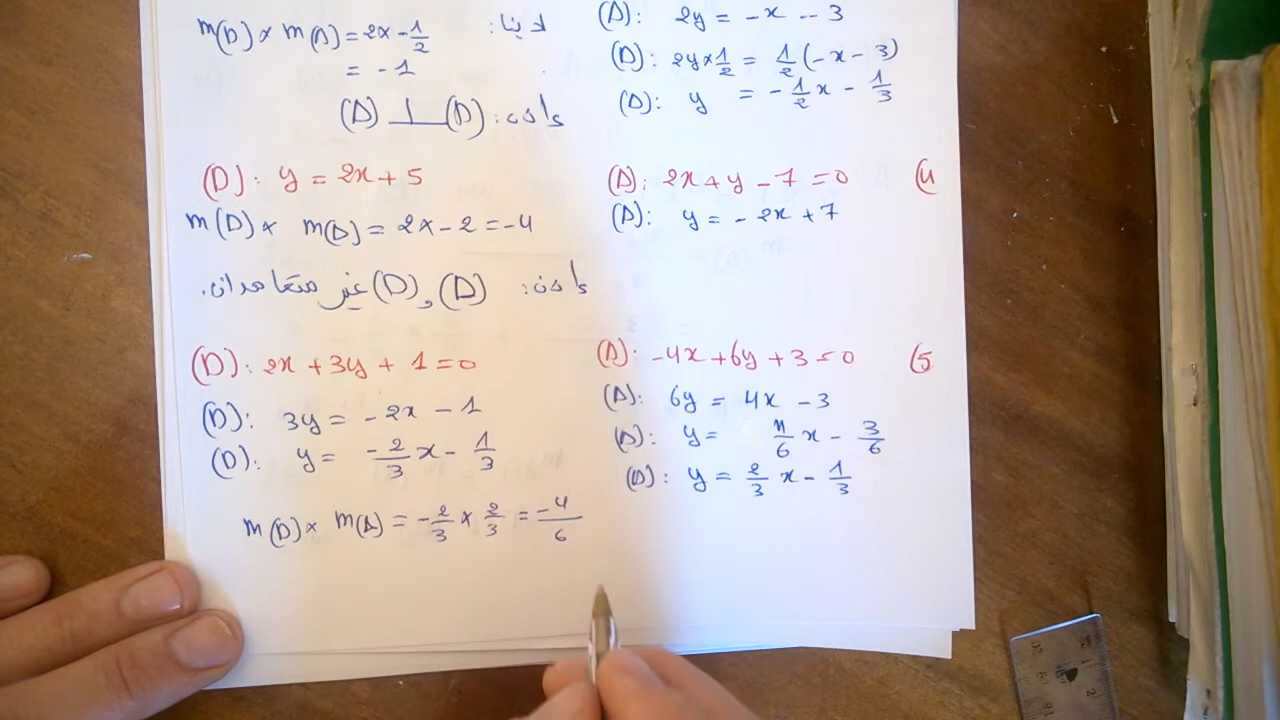 (Δ): 2y = -x - 3
لدينا: m(D) × m(Δ) = 2x - 1/2
(D): 2y × 1/2 = 1/2 (-x - 3)
= -1
(Δ): y = - 1/2 x - 1/3
إذن: (D) ⊥ (Δ)
(4 (Δ): 2x + y - 7 = 0
(D): y = 2x + 5
(Δ): y = - 2x + 7
m(D) × m(Δ) = 2x - 2 = -4
إذن: (D) و (Δ) غير متعامدان.
(5 (Δ): -4x + 6y + 3 = 0
(D): 2x + 3y + 1 = 0
(Δ): 6y = 4x - 3
(D): 3y = - 2x - 1
(Δ): y = 4/6 x - 3/6
(D): y = - 2/3 x - 1/3
(Δ): y = 2/3 x - 1/3
m(D) × m(Δ) = - 2/3 × 2/3 = -4/6